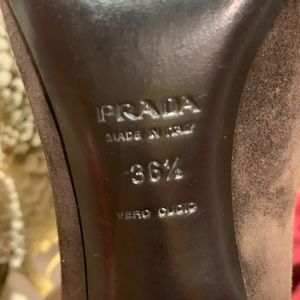 PRADA
MADE IN ITALY
36½
VERO CUOIO